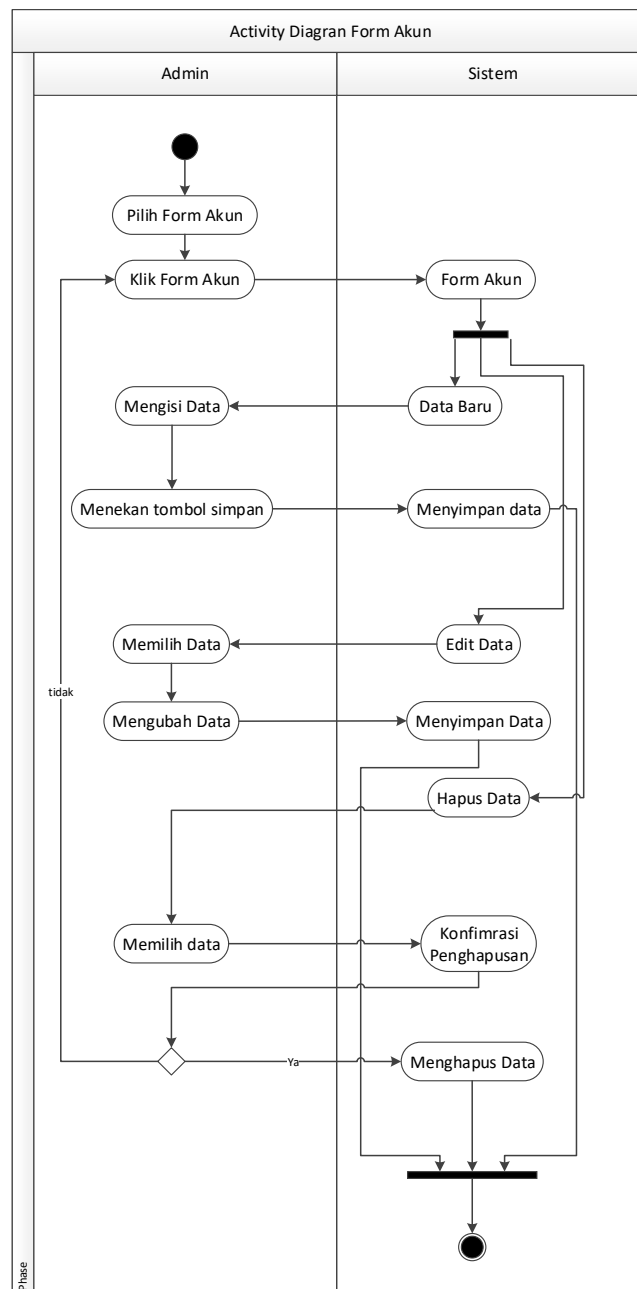 Activity Diagran Form Akun
Admin
Sistem
Pilih Form Akun
Klik Form Akun
Form Akun
Mengisi Data
Data Baru
Menekan tombol simpan
Menyimpan data
Memilih Data
Edit Data
tidak
Mengubah Data
Menyimpan Data
Hapus Data
Memilih data
Konfimrasi
Penghapusan
Ya
Menghapus Data
Phase